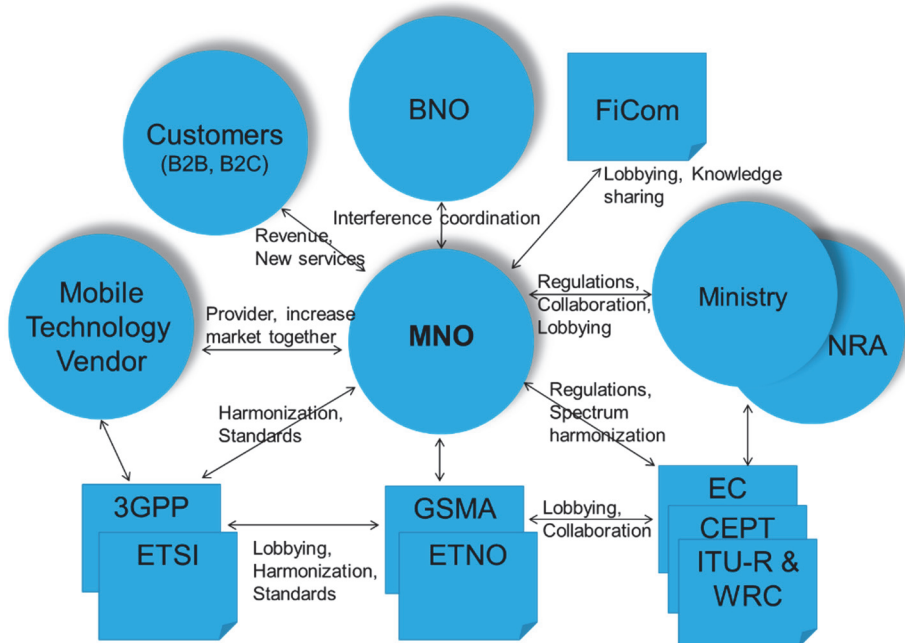 BNO
FiCom
Customers
(B2B, B2C)
Lobbying, Knowledge
sharing
Interference coordination
Revenue,
New services
Mobile
Technology
Vendor
Provider, increase
market together
MNO
Regulations,
Collaboration,
Lobbying
Ministry
NRA
Harmonization,
Standards
Regulations,
Spectrum
harmonization
3GPP
ETSI
Lobbying,
Harmonization,
Standards
GSMA
ETNO
Lobbying,
Collaboration
EC
CEPT
ITU-R &
WRC